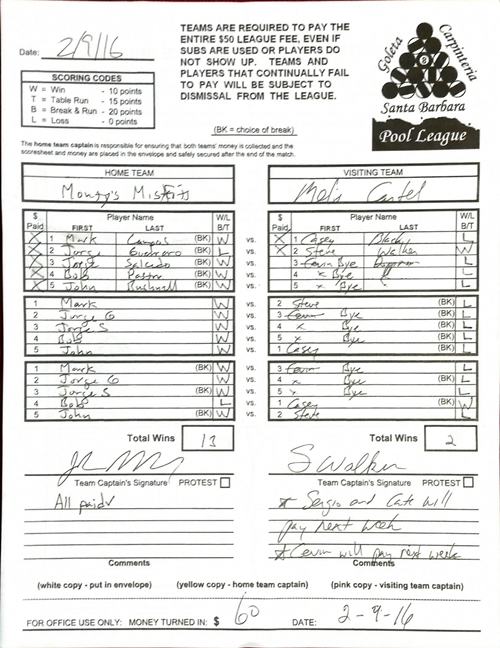 Date: 2/9/16
TEAMS ARE REQUIRED TO PAY THE
ENTIRE $50 LEAGUE FEE, EVEN IF
SUBS ARE USED OR PLAYERS DO
NOT SHOW UP. TEAMS AND
PLAYERS THAT CONTINUALLY FAIL
TO PAY WILL BE SUBJECT TO
DISMISSAL FROM THE LEAGUE.
Goleta
Carpinteria
8
Santa Barbara
Pool League
SCORING CODES
W = Win - 10 points
T = Table Run - 15 points
B = Break & Run - 20 points
L = Loss - 0 points
(BK = choice of break)
The home team captain is responsible for ensuring that both teams' money is collected and the
scoresheet and money are placed in the envelope and safely secured after the end of the match.
HOME TEAM
Monty's Misfits
$ Paid Player Name FIRST LAST W/L B/T
X 1 Mark Campos (BK) W vs.
X 2 Jorge Guerrero L vs.
X 3 Jorge Salcido (BK) W vs.
X 4 Bob Pastor (BK) W vs.
X 5 John Bushnell (BK) W vs.
1 Mark W vs.
2 Jorge G W vs.
3 Jorge S W vs.
4 Bob W vs.
5 John W vs.
1 Mark (BK) W vs.
2 Jorge G W vs.
3 Jorge S (BK) W vs.
4 Bob L vs.
5 John (BK) W vs.
Total Wins 13
Team Captain's Signature PROTEST
All paid
Comments
VISITING TEAM
Mel's Cartel
$ Paid Player Name FIRST LAST W/L B/T
X 1 Casey L
X 2 Steve Walker W
3 Bye L
4 x Bye L
5 x Bye L
2 Steve (BK) L
3 Bye (BK) L
4 x Bye (BK) L
5 x Bye (BK) L
1 Casey (BK) L
3 Bye L
4 x Bye (BK) L
5 x Bye L
1 Casey (BK) W
2 Steve L
Total Wins 2
S Walker
Team Captain's Signature PROTEST
* Sergio and Cate will
pay next week
* Cevin will pay next week
Comments
(white copy - put in envelope) (yellow copy - home team captain) (pink copy - visiting team captain)
FOR OFFICE USE ONLY: MONEY TURNED IN: $ 60 DATE: 2-9-16